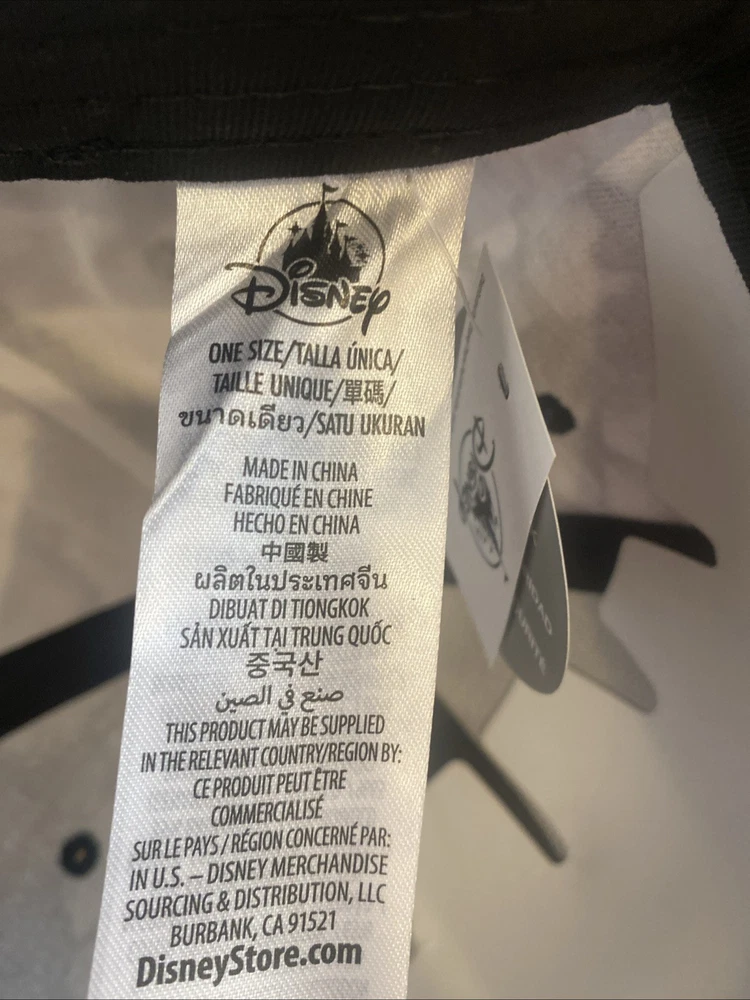 Disney
ONE SIZE/TALLA ÚNICA/
TAILLE UNIQUE/單碼/
ขนาดเดียว/SATU UKURAN
MADE IN CHINA
FABRIQUÉ EN CHINE
HECHO EN CHINA
中國製
ผลิตในประเทศจีน
DIBUAT DI TIONGKOK
SẢN XUẤT TẠI TRUNG QUỐC
중국산
صنع في الصين
THIS PRODUCT MAY BE SUPPLIED
IN THE RELEVANT COUNTRY/REGION BY:
CE PRODUIT PEUT ÊTRE
COMMERCIALISÉ
SUR LE PAYS / RÉGION CONCERNÉ PAR:
IN U.S. – DISNEY MERCHANDISE
SOURCING & DISTRIBUTION, LLC
BURBANK, CA 91521
DisneyStore.com